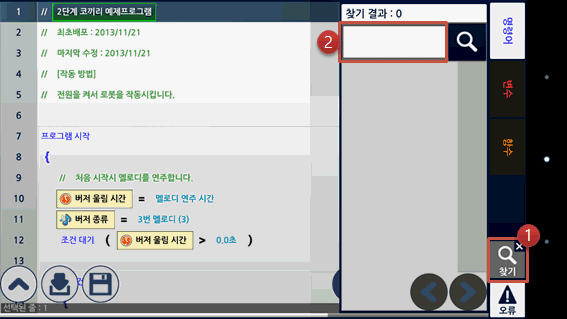 1 // 2단계 코끼리 예제프로그램
2 // 최초배포 : 2013/11/21
3 // 마지막 수정 : 2013/11/21
4 // [작동 방법]
5 // 전원을 켜서 로봇을 작동시킵니다.
6
7 프로그램 시작
8 {
9 // 처음 시작시 멜로디를 연주합니다.
10 버저 울림 시간 = 멜로디 연주 시간
11 버저 종류 = 3번 멜로디 (3)
12 조건 대기 ( 버저 울림 시간 > 0.0초 )
13
{
선택된 줄 : 1
찾기 결과 : 0
2
명령어
변수
함수
1
찾기
오류